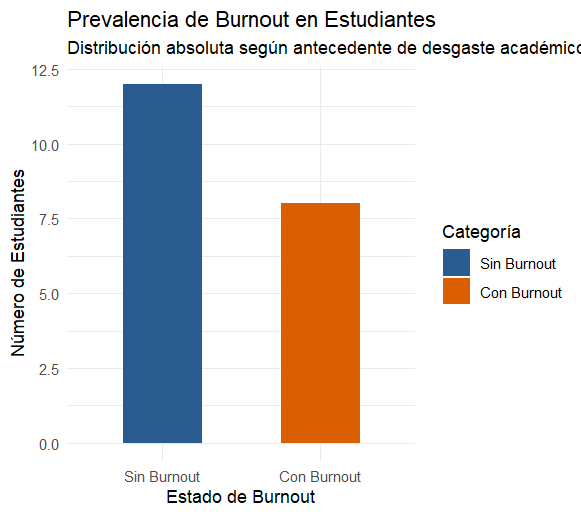 Prevalencia de Burnout en Estudiantes
Distribución absoluta según antecedente de desgaste académico
12.5
10.0
7.5
5.0
2.5
0.0
Número de Estudiantes
Sin Burnout
Con Burnout
Estado de Burnout
Categoría
Sin Burnout
Con Burnout